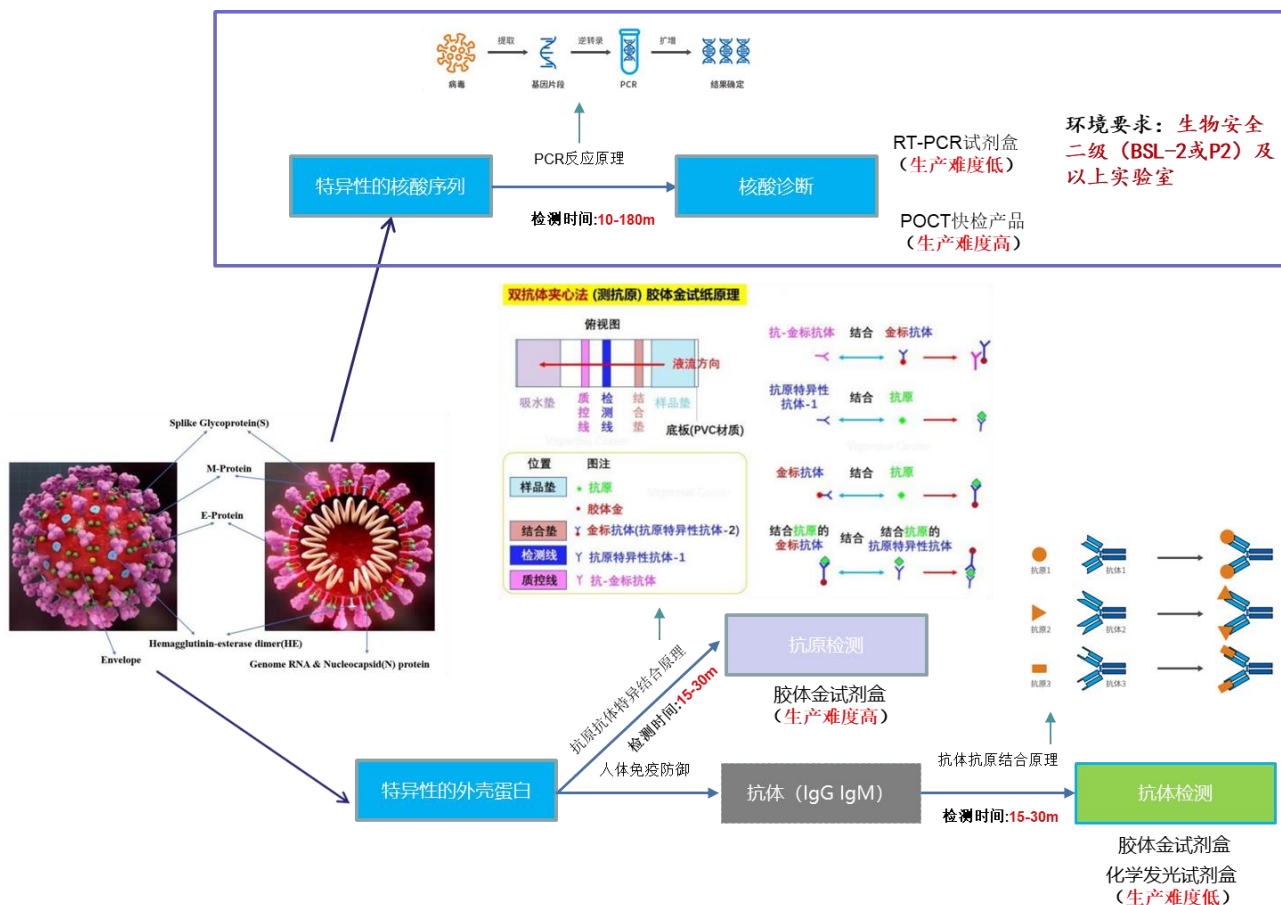 提取
逆转录
扩增
病毒
基因片段
PCR
结果确定
PCR反应原理
特异性的核酸序列
核酸诊断
检测时间:10-180m
RT-PCR试剂盒
（生产难度低）
POCT快检产品
（生产难度高）
环境要求：生物安全
二级（BSL-2或P2）及
以上实验室
双抗体夹心法 (测抗原) 胶体金试纸原理
俯视图
液流方向
吸水垫
质控线
检测线
结合垫
样品垫
底板(PVC材质)
位置
图注
样品垫
抗原
胶体金
结合垫
金标抗体(抗原特异性抗体-2)
检测线
抗原特异性抗体-1
质控线
抗-金标抗体
抗-金标抗体 结合 金标抗体
抗原特异性
抗体-1
结合 抗原
金标抗体 结合 抗原
结合抗原的
金标抗体
结合
结合抗原的
抗原特异性抗体
Splike Glycoprotein(S)
M-Protein
E-Protein
Hemagglutinin-esterase dimer(HE)
Envelope
Genome RNA & Nucleocapsid(N) protein
抗原1
抗体1
抗原2
抗体2
抗原3
抗体3
抗原抗体特异结合原理
检测时间:15-30m
抗原检测
胶体金试剂盒
（生产难度高）
特异性的外壳蛋白
人体免疫防御
抗体（IgG IgM）
抗体抗原结合原理
检测时间:15-30m
抗体检测
胶体金试剂盒
化学发光试剂盒
（生产难度低）